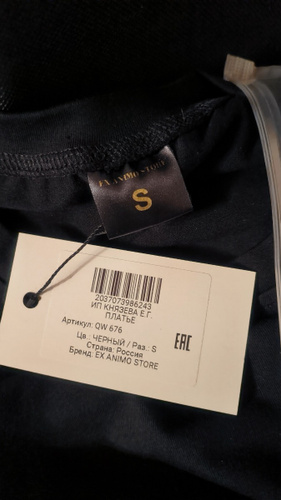 EX ANIMO STORE
S
2037073986243
ИП КНЯЗЕВА Е.Г.
ПЛАТЬЕ
Артикул: QW 676
Цв.: ЧЕРНЫЙ / Раз.: S
Страна: Россия
Бренд: EX ANIMO STORE
EAC